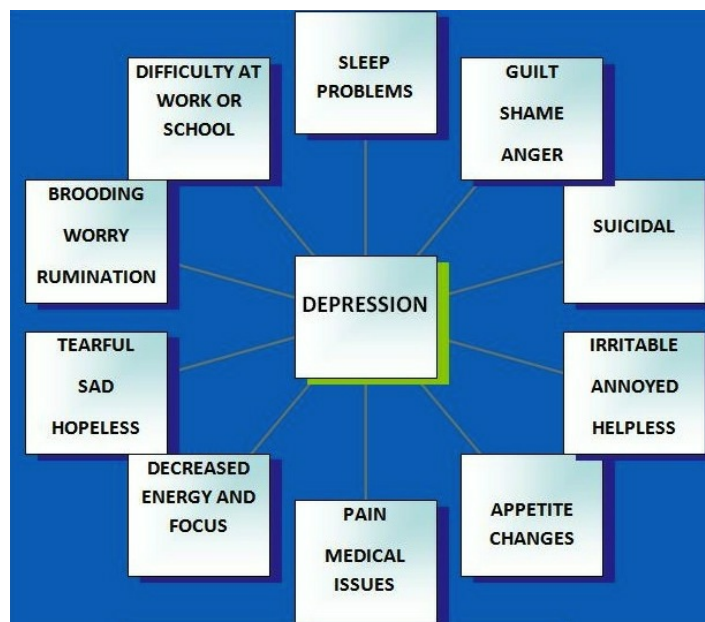 SLEEP
PROBLEMS
GUILT
SHAME
ANGER
SUICIDAL
IRRITABLE
ANNOYED
HELPLESS
APPETITE
CHANGES
PAIN
MEDICAL
ISSUES
DECREASED
ENERGY AND
FOCUS
TEARFUL
SAD
HOPELESS
BROODING
WORRY
RUMINATION
DIFFICULTY AT
WORK OR
SCHOOL
DEPRESSION